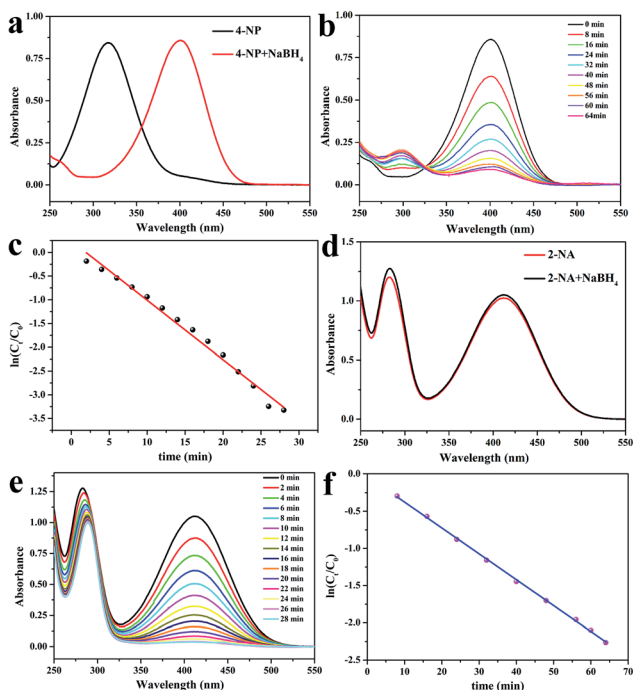 a
4-NP
4-NP+NaBH4
Absorbance
0.75
0.50
0.25
0.00
250 300 350 400 450 500 550
Wavelength (nm)
b
0 min
8 min
16 min
24 min
32 min
40 min
48 min
56 min
60 min
64min
Absorbance
1.00
0.75
0.50
0.25
0.00
250 300 350 400 450 500 550
Wavelength (nm)
c
ln(Ct/C0)
0.0
-0.5
-1.0
-1.5
-2.0
-2.5
-3.0
-3.5
0 5 10 15 20 25 30
time (min)
d
2-NA
2-NA+NaBH4
Absorbance
1.5
1.0
0.5
0.0
250 300 350 400 450 500 550
Wavelength (nm)
e
0 min
2 min
4 min
6 min
8 min
10 min
12 min
14 min
16 min
18 min
20 min
22 min
24 min
26 min
28 min
Absorbance
1.25
1.00
0.75
0.50
0.25
0.00
250 300 350 400 450 500 550
Wavelength (nm)
f
ln(Ct/C0)
0.0
-0.5
-1.0
-1.5
-2.0
-2.5
0 10 20 30 40 50 60 70
time (min)